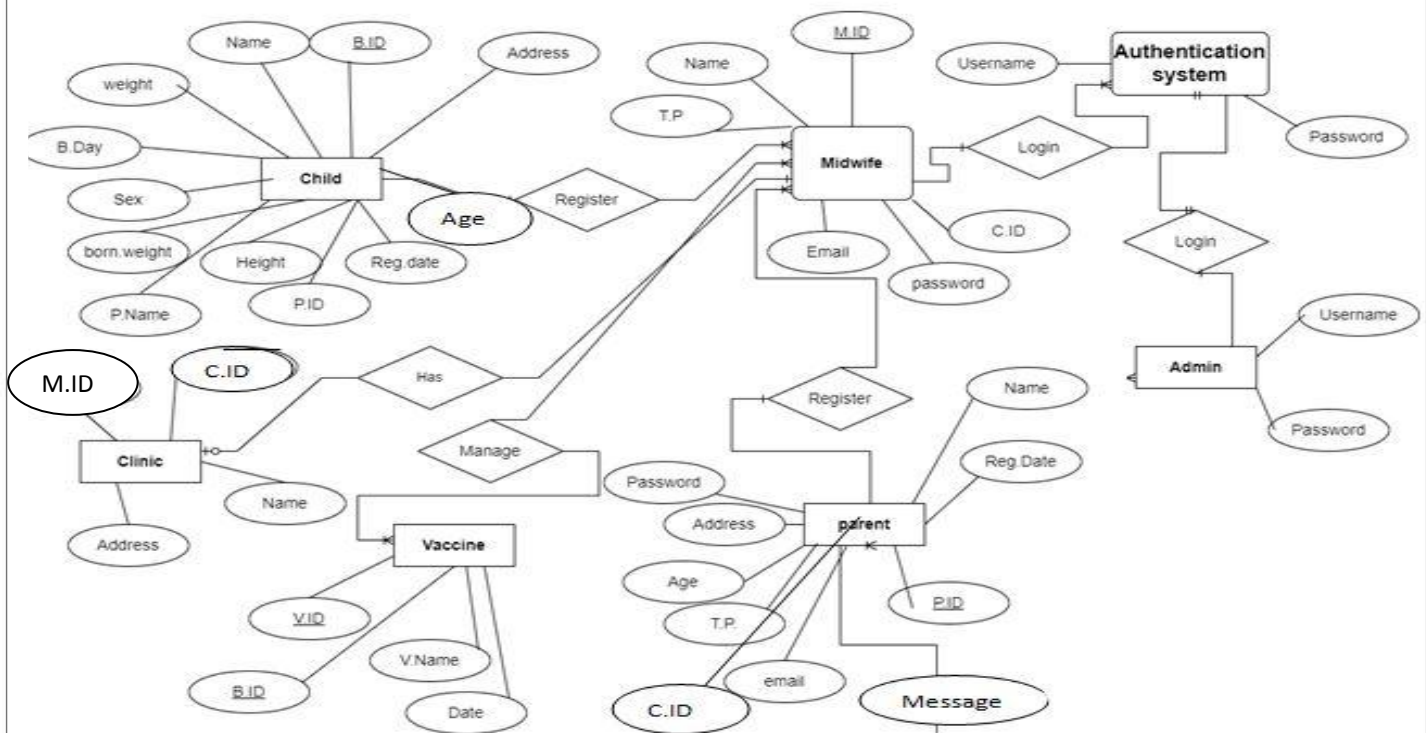 Name
B.ID
Address
weight
B.Day
Child
Sex
Age
born.weight
Height
Reg.date
P.Name
P.ID
Register
M.ID
Name
T.P
Midwife
Email
password
C.ID
Username
Authentication
system
Password
Login
Login
Username
Admin
Password
M.ID
C.ID
Has
Clinic
Name
Address
Manage
Vaccine
V.ID
B.ID
V.Name
Date
Register
Name
Reg.Date
Password
Address
parent
Age
T.P.
P.ID
email
C.ID
Message